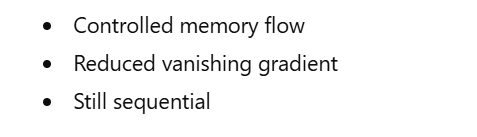 • Controlled memory flow
• Reduced vanishing gradient
• Still sequential